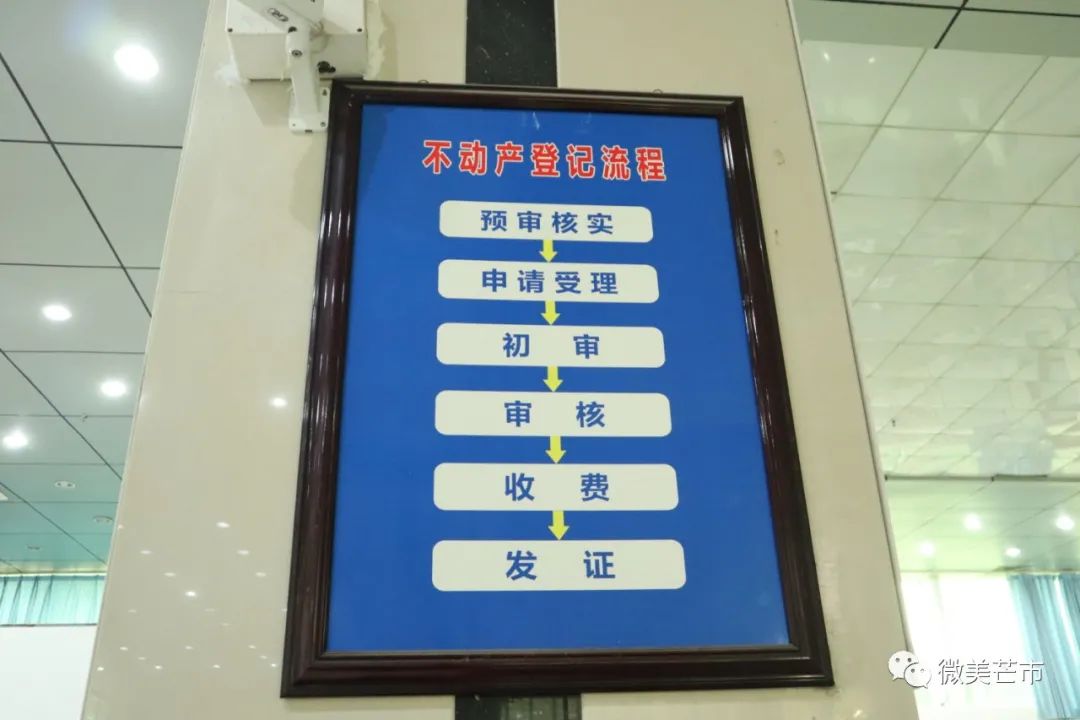 不动产登记流程
预审核实
申请受理
初审
审核
收费
发证
微美芒市